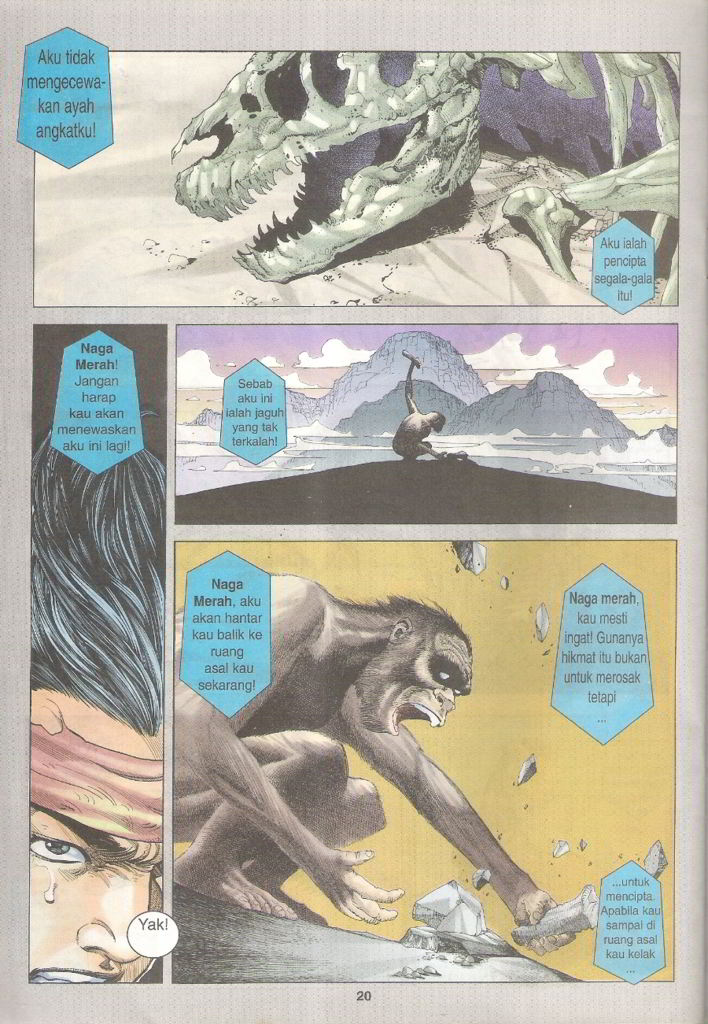 Aku tidak
mengecewa-
kan ayah
angkatku!
Aku ialah
pencipta
segala-gala
itu!
Naga
Merah!
Jangan
harap
kau akan
menewaskan
aku ini lagi!
Sebab
aku ini
ialah jaguh
yang tak
terkalah!
Naga
Merah, aku
akan hantar
kau balik ke
ruang
asal kau
sekarang!
Naga merah,
kau mesti
ingat! Gunanya
hikmat itu bukan
untuk merosak
tetapi
...
...untuk
mencipta.
Apabila kau
sampai di
ruang asal
kau kelak
...
Yak!
20